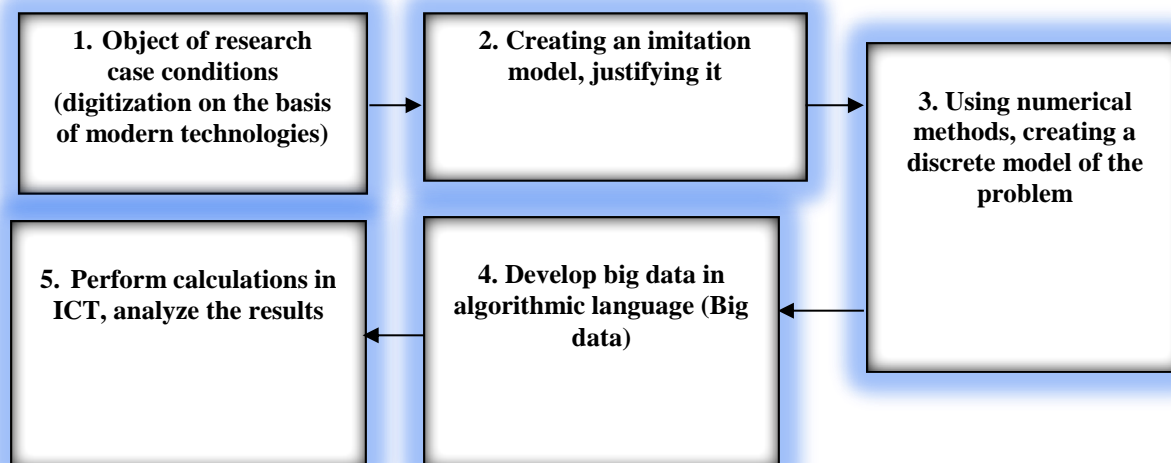 1. Object of research
case conditions
(digitization on the basis
of modern technologies)
2. Creating an imitation
model, justifying it
3. Using numerical
methods, creating a
discrete model of the
problem
4. Develop big data in
algorithmic language (Big
data)
5. Perform calculations in
ICT, analyze the results